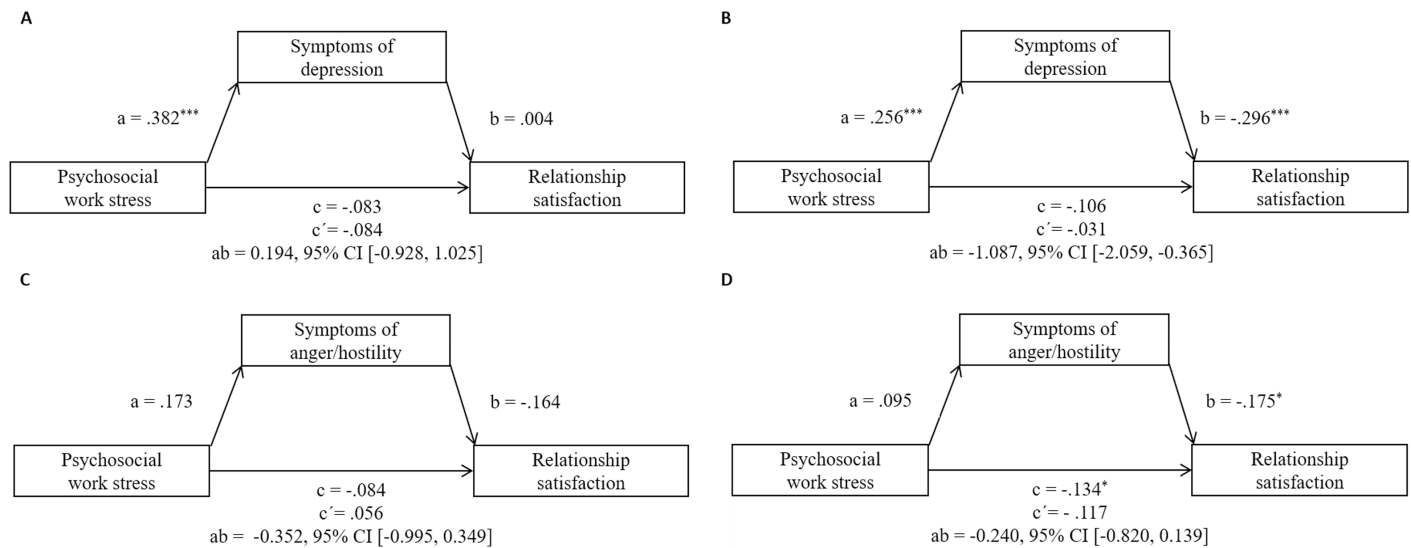 A
Symptoms of
depression
a = .382***
b = .004
Psychosocial
work stress
Relationship
satisfaction
c = -.083
c´= -.084
ab = 0.194, 95% CI [-0.928, 1.025]
B
Symptoms of
depression
a = .256***
b = -.296***
Psychosocial
work stress
Relationship
satisfaction
c = -.106
c´= -.031
ab = -1.087, 95% CI [-2.059, -0.365]
C
Symptoms of
anger/hostility
a = .173
b = -.164
Psychosocial
work stress
Relationship
satisfaction
c = -.084
c´= .056
ab =  -0.352, 95% CI [-0.995, 0.349]
D
Symptoms of
anger/hostility
a = .095
b = -.175*
Psychosocial
work stress
Relationship
satisfaction
c = -.134*
c´= - .117
ab = -0.240, 95% CI [-0.820, 0.139]